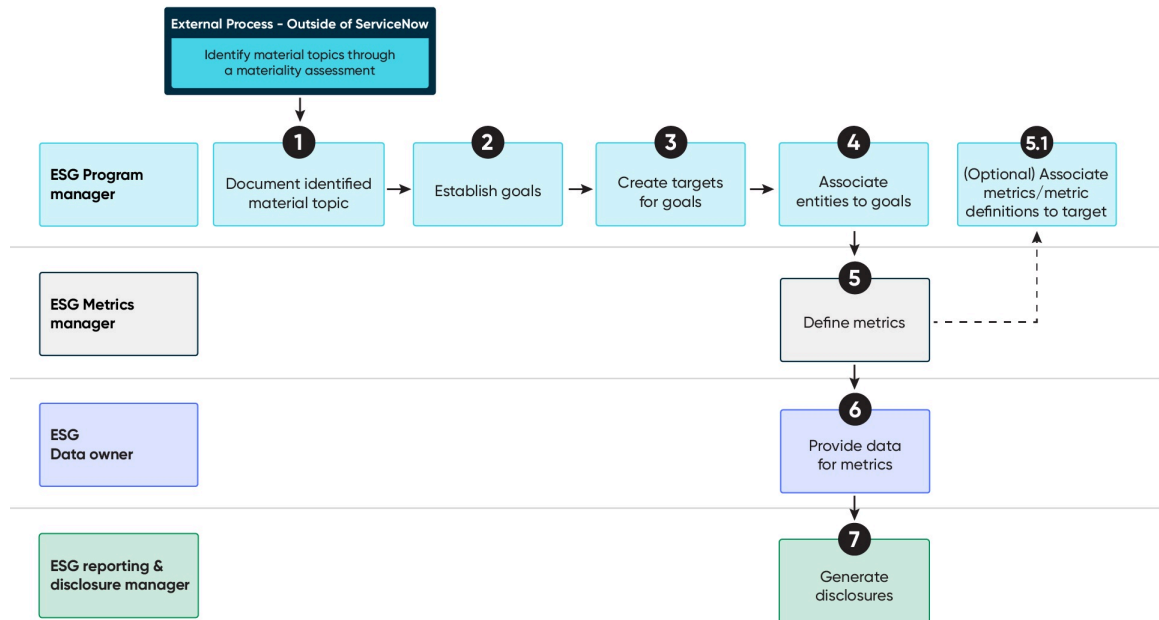 External Process - Outside of ServiceNow
Identify material topics through
a materiality assessment
1
2
3
4
5.1
ESG Program
manager
Document identified
material topic
Establish goals
Create targets
for goals
Associate
entities to goals
(Optional) Associate
metrics/metric
definitions to target
5
ESG Metrics
manager
Define metrics
6
ESG
Data owner
Provide data
for metrics
7
ESG reporting &
disclosure manager
Generate
disclosures